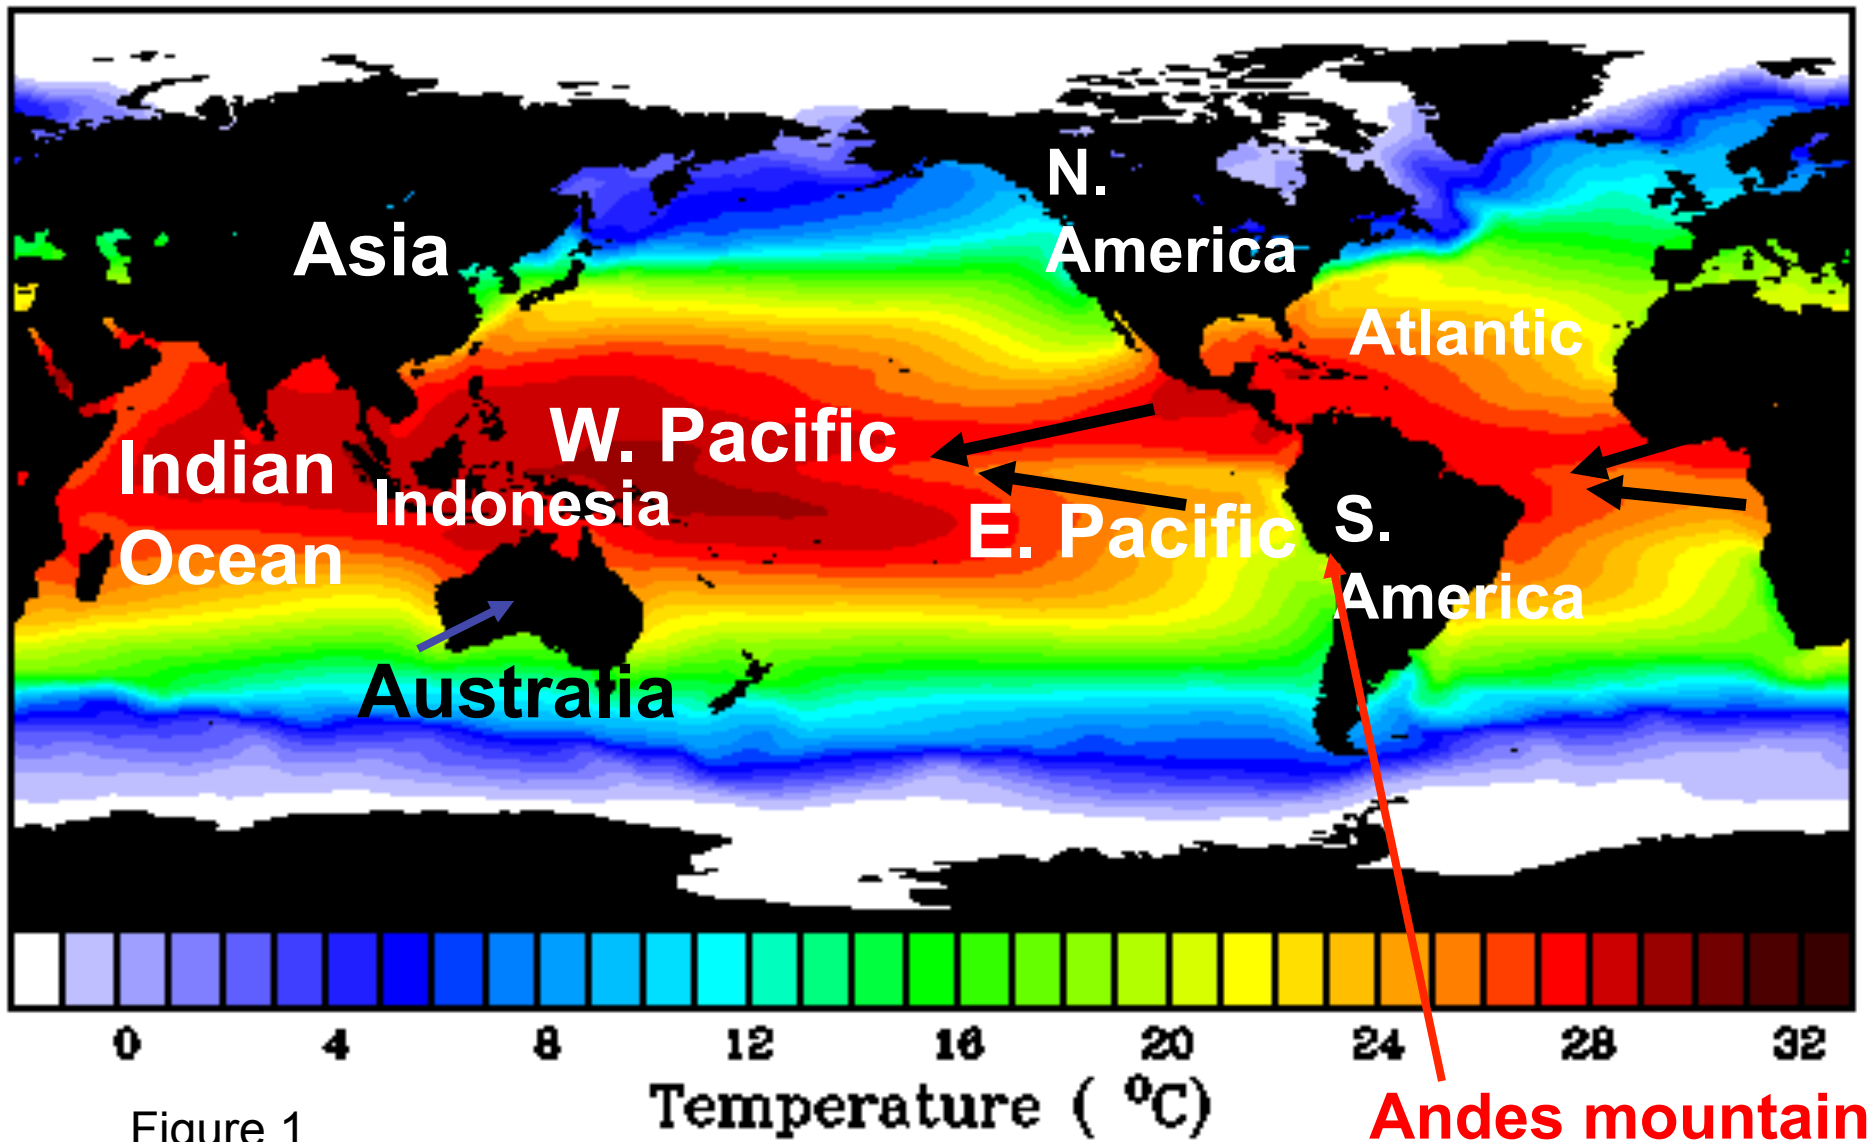 N.
America
Asia
Atlantic
W. Pacific
Indian
Ocean
Indonesia
E. Pacific
S.
America
Australia
0 4 8 12 16 20 24 28 32
Temperature ( ⁰C)
Andes mountain
Figure 1